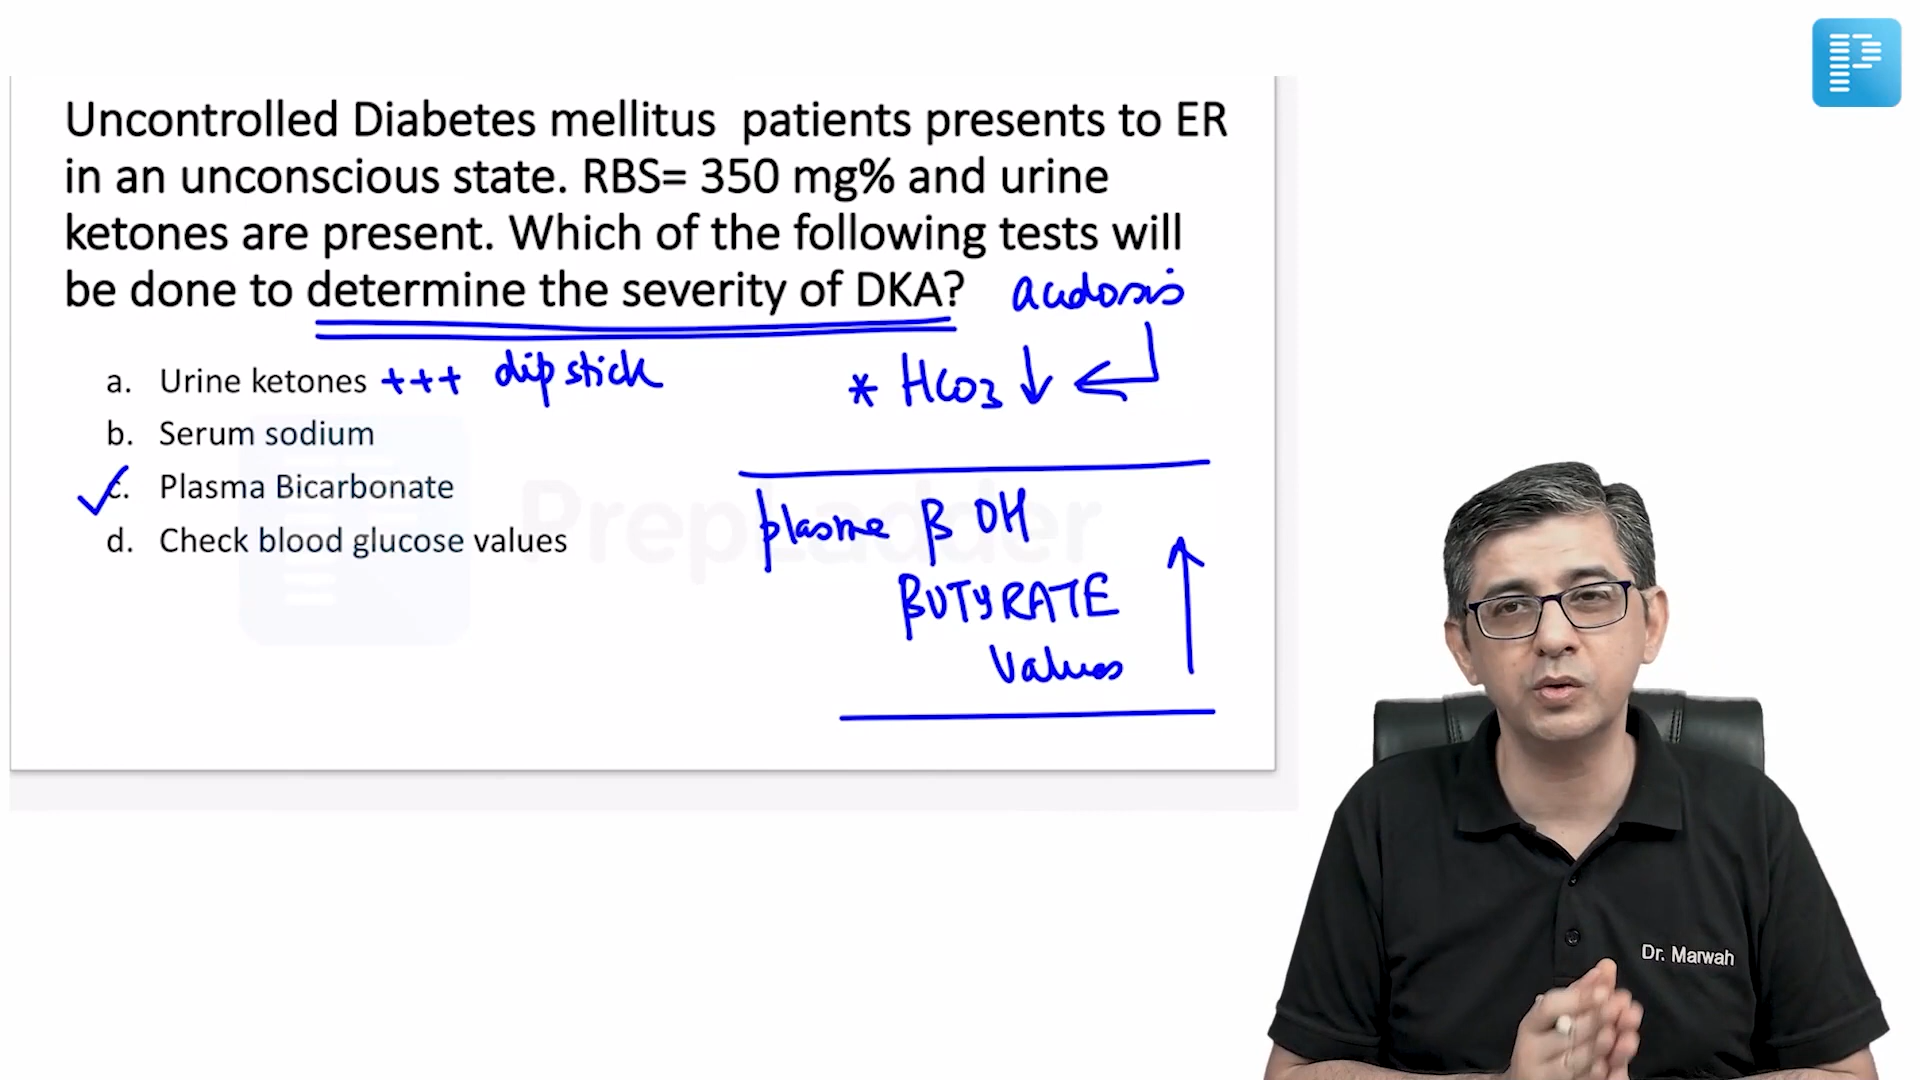 Uncontrolled Diabetes mellitus patients presents to ER
in an unconscious state. RBS= 350 mg% and urine
ketones are present. Which of the following tests will
be done to determine the severity of DKA?
acidosis
a. Urine ketones +++ dipstick
* HCO3 ↓
b. Serum sodium
c. Plasma Bicarbonate
d. Check blood glucose values
plasma β OH
BUTYRATE
Values
PrepLadder
Dr. Marwah